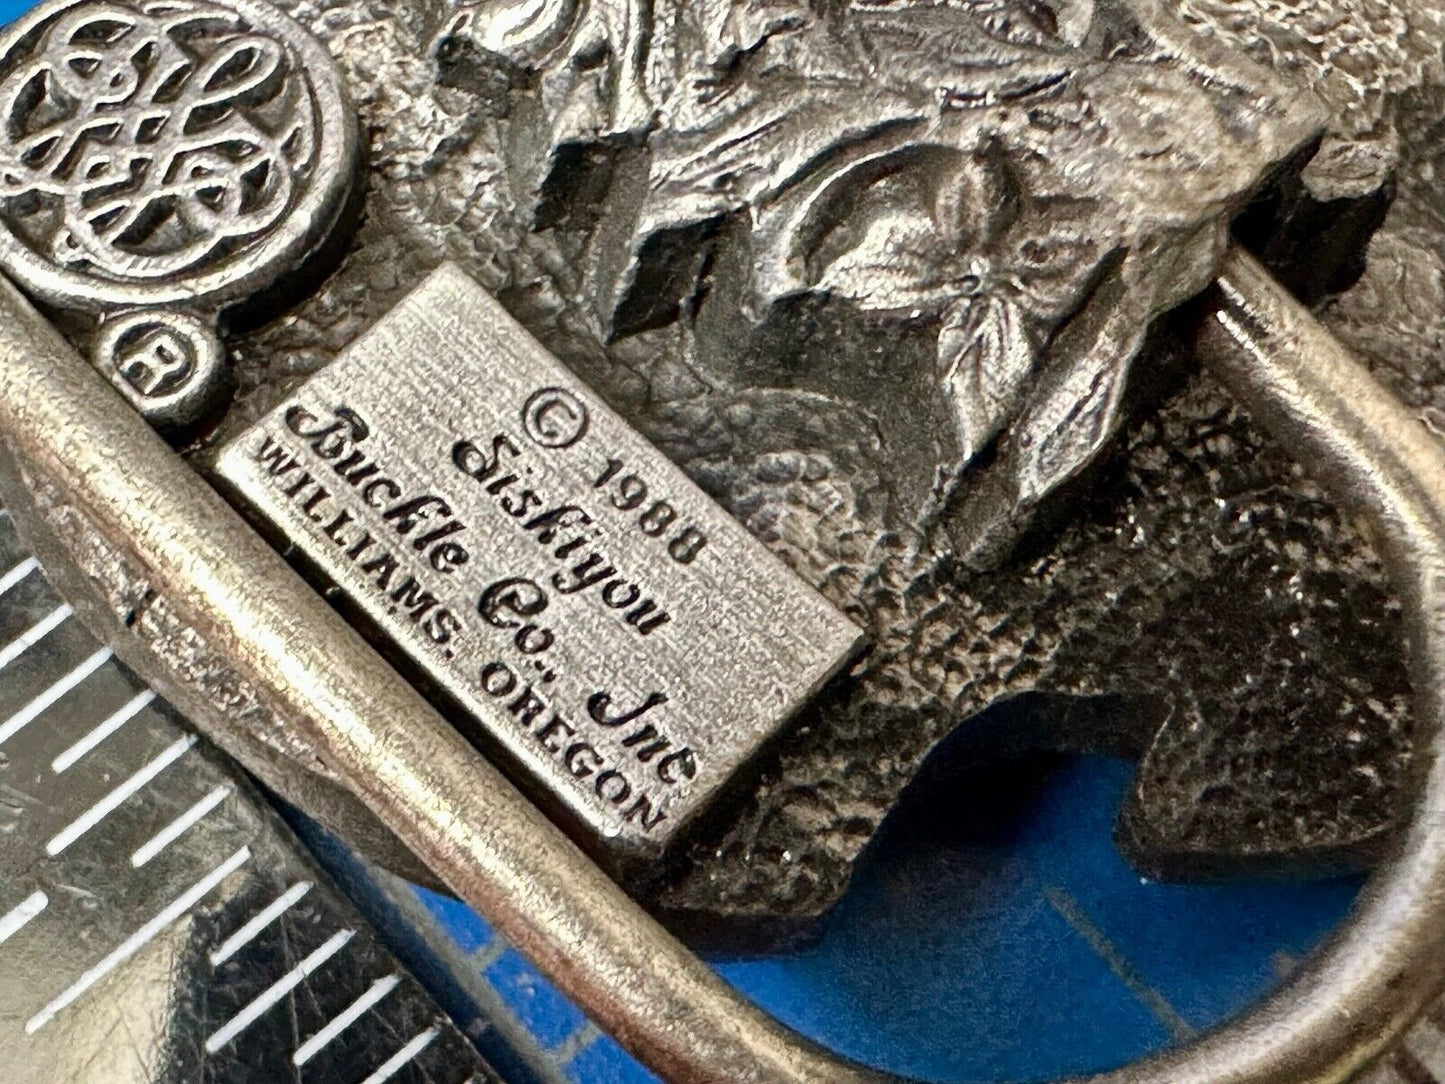 ®
© 1988
Siskiyou
Buckle Co., Inc
WILLIAMS. OREGON